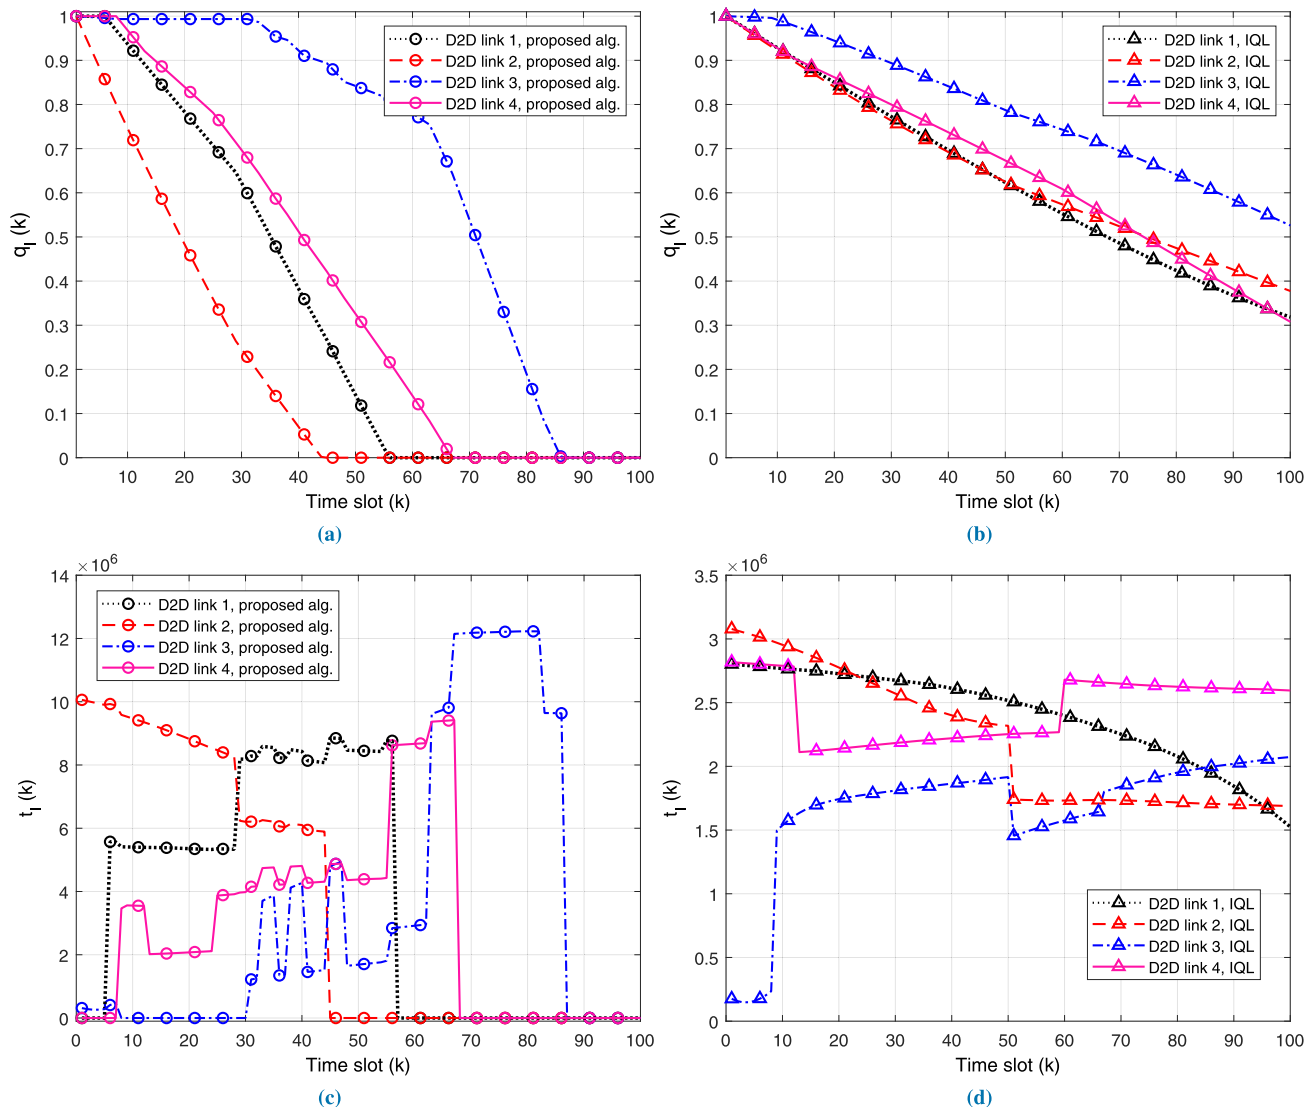 1
0.9
0.8
0.7
0.6
0.5
0.4
0.3
0.2
0.1
0
q_l (k)
10 20 30 40 50 60 70 80 90 100
Time slot (k)
D2D link 1, proposed alg.
D2D link 2, proposed alg.
D2D link 3, proposed alg.
D2D link 4, proposed alg.
(a)
1
0.9
0.8
0.7
0.6
0.5
0.4
0.3
0.2
0.1
0
q_l (k)
10 20 30 40 50 60 70 80 90 100
Time slot (k)
D2D link 1, IQL
D2D link 2, IQL
D2D link 3, IQL
D2D link 4, IQL
(b)
×10^6
14
12
10
8
6
4
2
0
t_l (k)
0 10 20 30 40 50 60 70 80 90 100
Time slot (k)
D2D link 1, proposed alg.
D2D link 2, proposed alg.
D2D link 3, proposed alg.
D2D link 4, proposed alg.
(c)
×10^6
3.5
3
2.5
2
1.5
1
0.5
0
t_l (k)
0 10 20 30 40 50 60 70 80 90 100
Time slot (k)
D2D link 1, IQL
D2D link 2, IQL
D2D link 3, IQL
D2D link 4, IQL
(d)